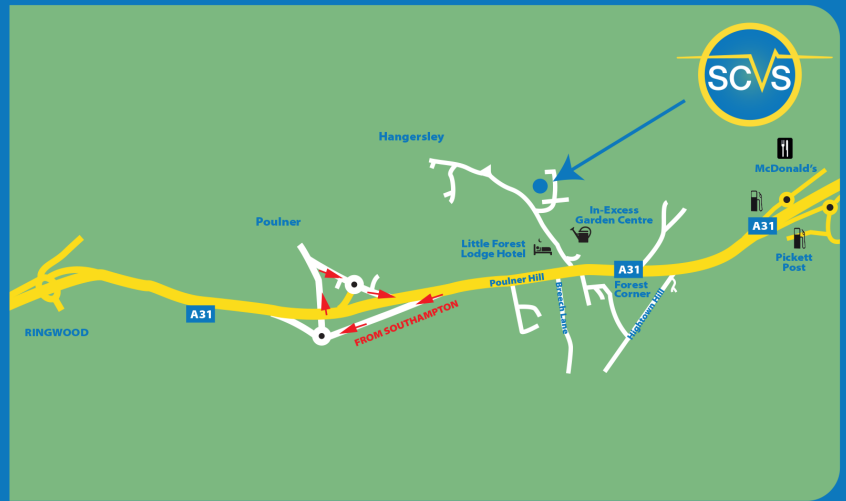 SCVS
Hangersley
McDonald's
In-Excess
Garden Centre
Poulner
A31
Little Forest
Lodge Hotel
Pickett
Post
A31
Forest
Corner
Poulner Hill
Breech Lane
Hightown Hill
A31
FROM SOUTHAMPTON
RINGWOOD